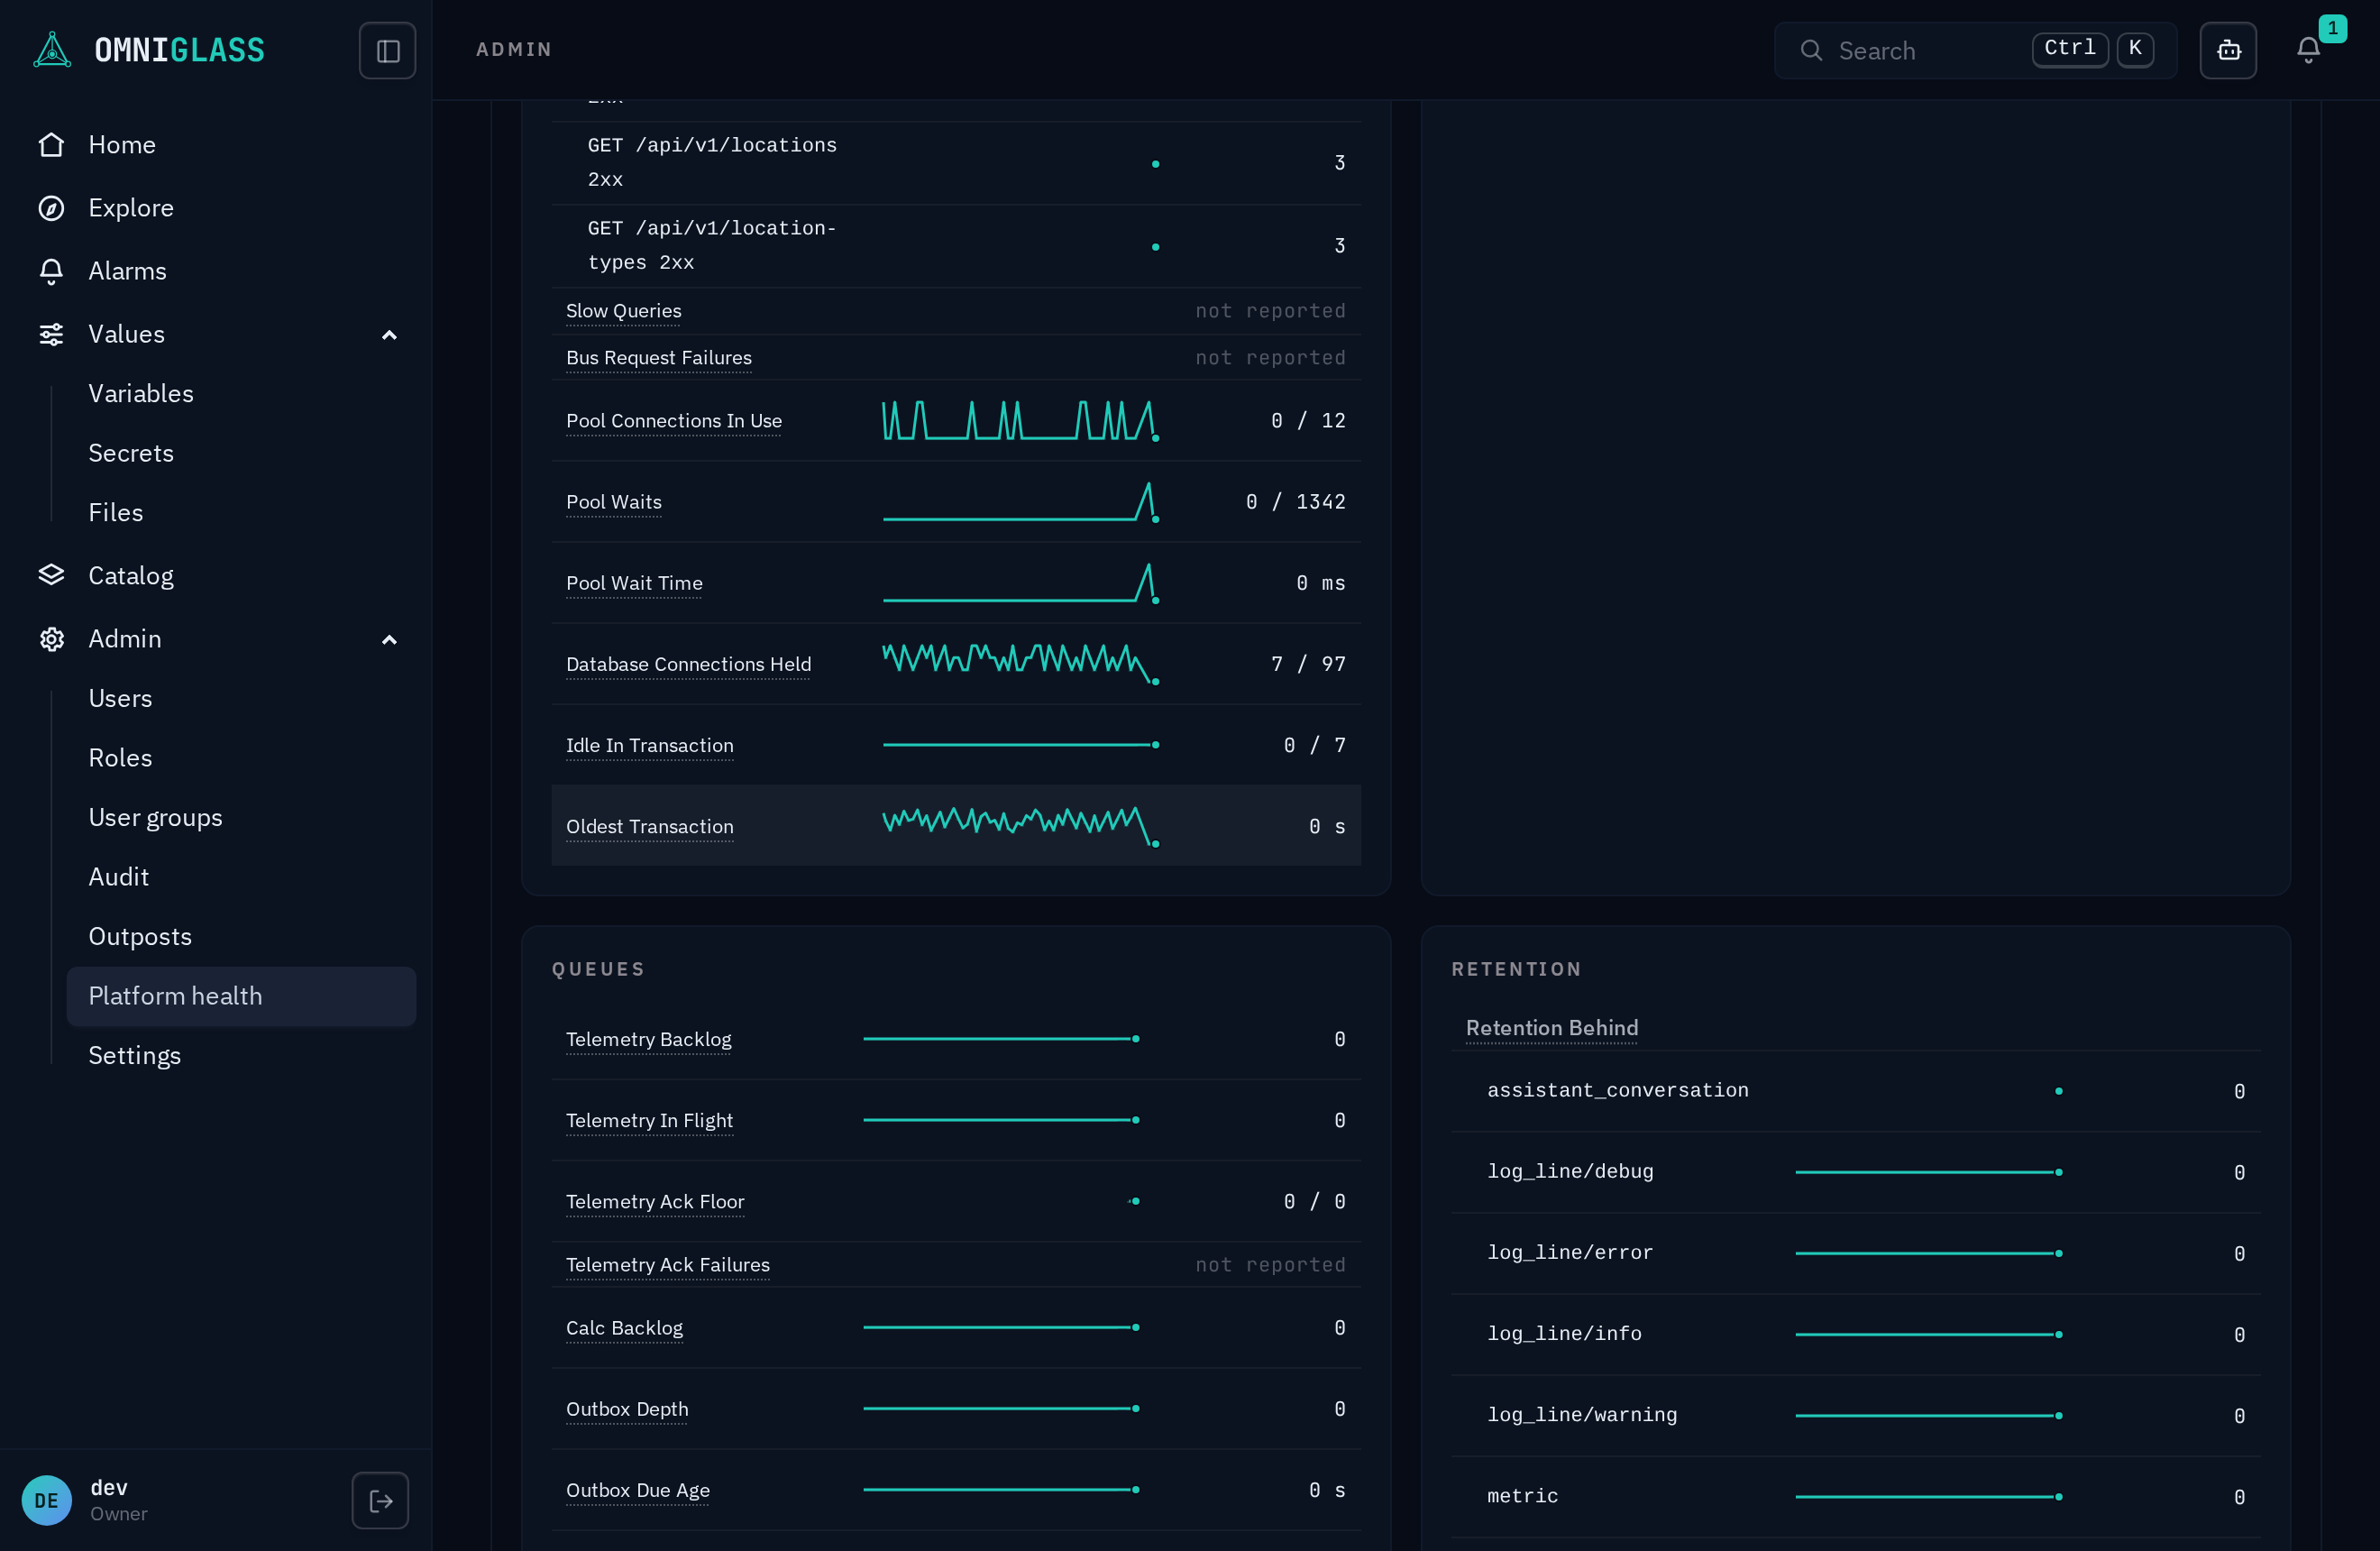 OMNIGLASS
ADMIN
Search
Ctrl
K
1
Home
Explore
Alarms
Values
Variables
Secrets
Files
Catalog
Admin
Users
Roles
User groups
Audit
Outposts
Platform health
Settings
DE
dev
Owner
GET /api/v1/locations
2xx
3
GET /api/v1/location-
types 2xx
3
Slow Queries
not reported
Bus Request Failures
not reported
Pool Connections In Use
0 / 12
Pool Waits
0 / 1342
Pool Wait Time
0 ms
Database Connections Held
7 / 97
Idle In Transaction
0 / 7
Oldest Transaction
0 s
QUEUES
Telemetry Backlog
0
Telemetry In Flight
0
Telemetry Ack Floor
0 / 0
Telemetry Ack Failures
not reported
Calc Backlog
0
Outbox Depth
0
Outbox Due Age
0 s
RETENTION
Retention Behind
assistant_conversation
0
log_line/debug
0
log_line/error
0
log_line/info
0
log_line/warning
0
metric
0